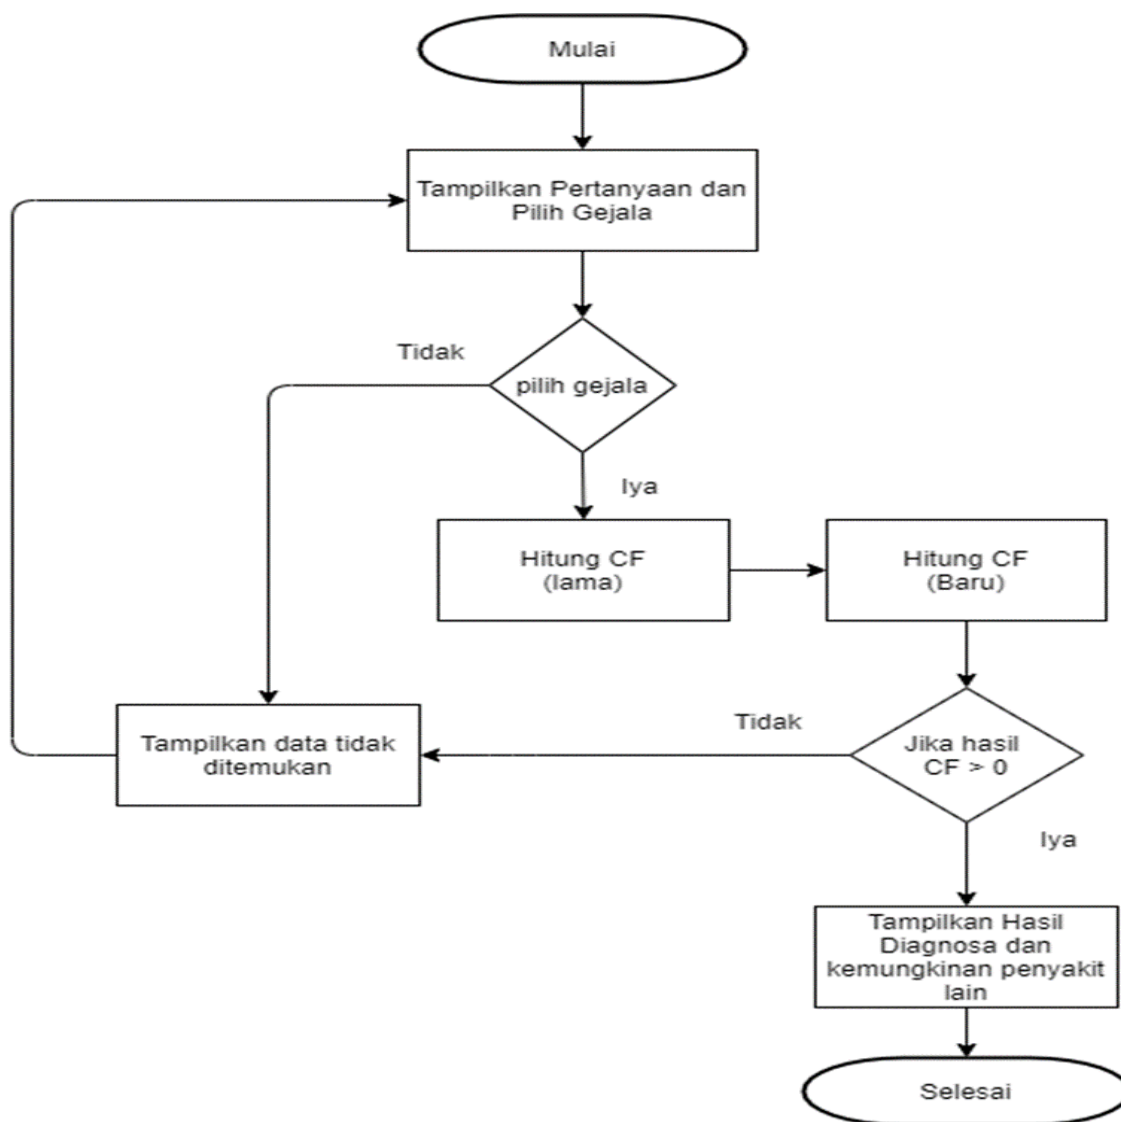 Mulai
Tampilkan Pertanyaan dan
Pilih Gejala
Tidak
pilih gejala
Iya
Hitung CF
(lama)
Hitung CF
(Baru)
Tidak
Jika hasil
CF > 0
Tampilkan data tidak
ditemukan
Iya
Tampilkan Hasil
Diagnosa dan
kemungkinan penyakit
lain
Selesai